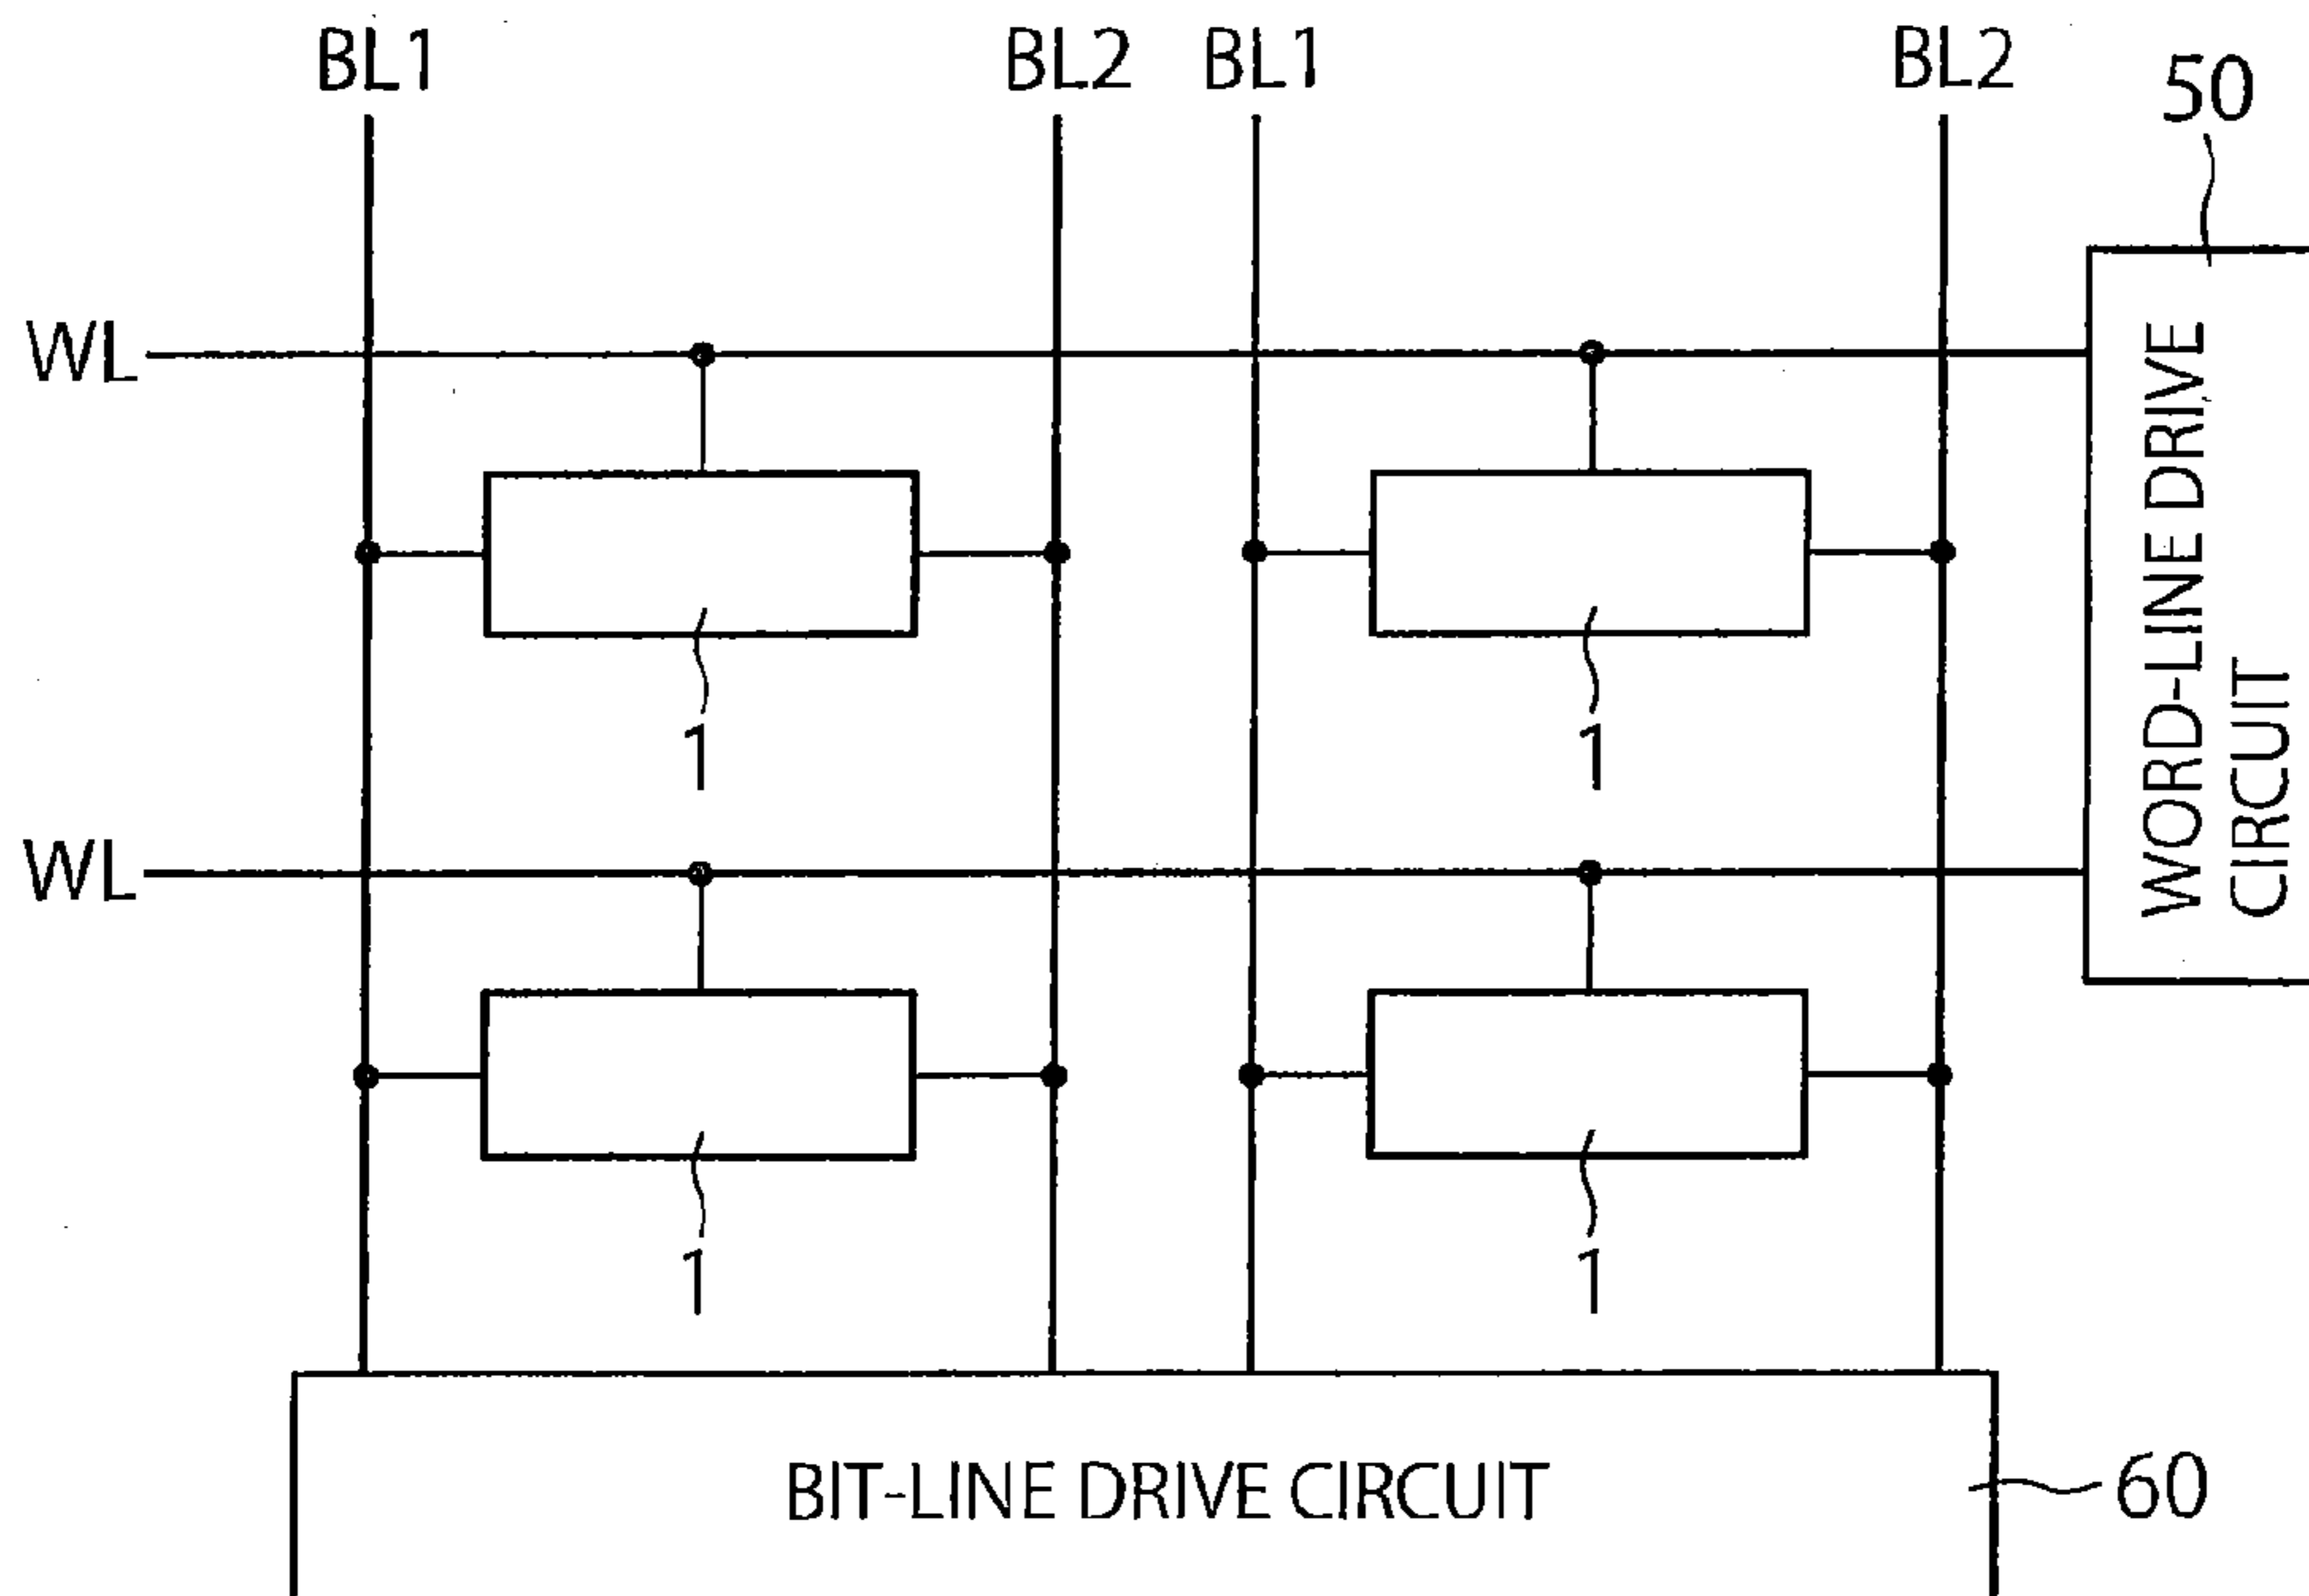 BL1 BL2 BL1 BL2
50
WL
WORD-LINE DRIVE
CIRCUIT
1 1
WL
1 1
BIT-LINE DRIVE CIRCUIT
60